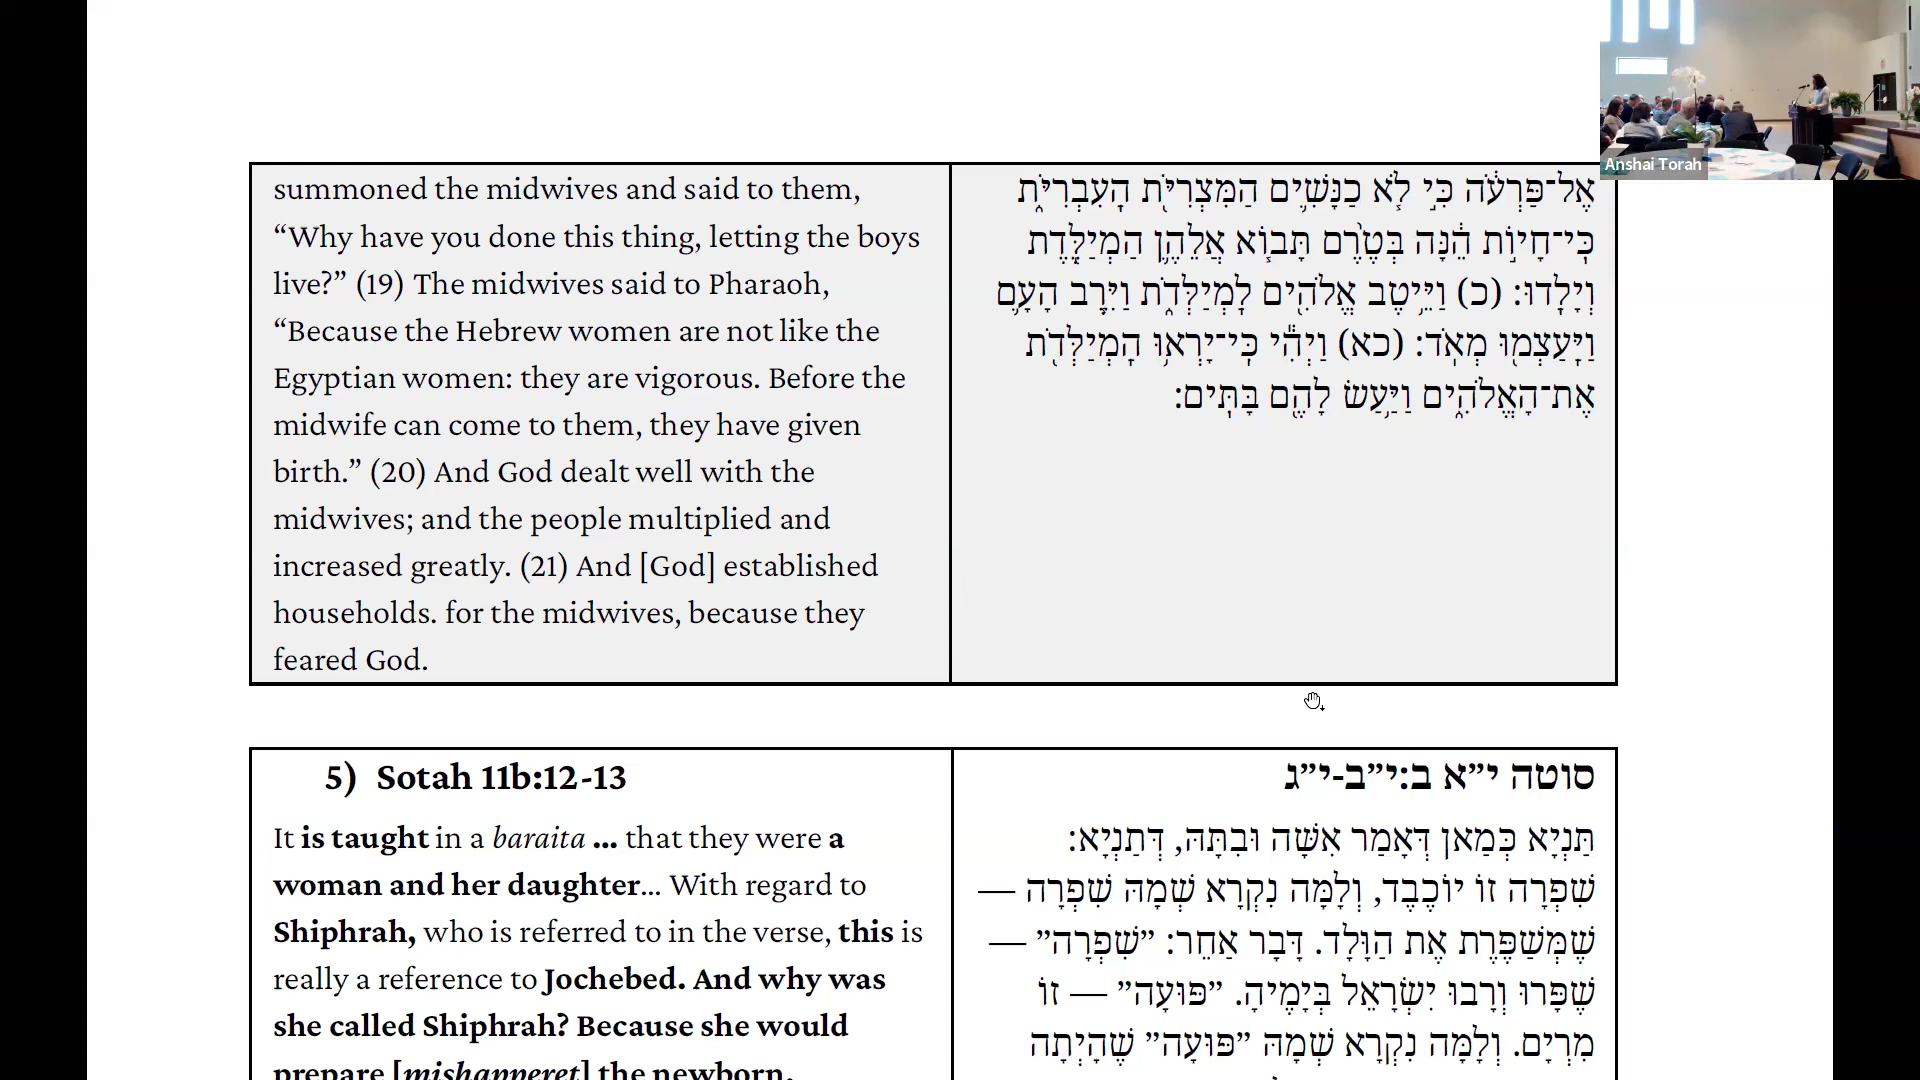 Anshai Torah
summoned the midwives and said to them,
“Why have you done this thing, letting the boys
live?” (19) The midwives said to Pharaoh,
“Because the Hebrew women are not like the
Egyptian women: they are vigorous. Before the
midwife can come to them, they have given
birth.” (20) And God dealt well with the
midwives; and the people multiplied and
increased greatly. (21) And [God] established
households. for the midwives, because they
feared God.
אֶל־פַּרְעֹ֔ה כִּ֣י לֹ֧א כַנָּשִׁ֛ים הַמִּצְרִיֹּ֖ת הָֽעִבְרִיֹּ֑ת
כִּֽי־חָי֣וֹת הֵ֔נָּה בְּטֶ֨רֶם תָּב֧וֹא אֲלֵהֶ֛ן הַמְיַלֶּ֖דֶת
וְיָלָֽדוּ׃ (כ) וַיֵּ֥יטֶב אֱלֹהִ֖ים לַֽמְיַלְּדֹ֑ת וַיִּ֧רֶב הָעָ֛ם
וַיַּֽעַצְמ֖וּ מְאֹֽד׃ (כא) וַיְהִ֕י כִּֽי־יָרְא֥וּ הַֽמְיַלְּדֹ֖ת
אֶת־הָאֱלֹהִ֑ים וַיַּ֥עַשׂ לָהֶ֖ם בָּתִּֽים׃
5) Sotah 11b:12-13
It is taught in a baraita ... that they were a
woman and her daughter... With regard to
Shiphrah, who is referred to in the verse, this is
really a reference to Jochebed. And why was
she called Shiphrah? Because she would
prepare [mishapperet] the newborn.
סוטה י״א ב:י״ב-י״ג
תַּנְיָא כְּמַאן דְּאָמַר אִשָּׁה וּבִתָּהּ, דְּתַנְיָא:
שִׁפְרָה זוֹ יוֹכֶבֶד, וְלָמָּה נִקְרָא שְׁמָהּ שִׁפְרָה —
שֶׁמְּשַׁפֶּרֶת אֶת הַוָּלָד. דָּבָר אַחֵר: ״שִׁפְרָה״ —
שֶׁפָּרוּ וְרָבוּ יִשְׂרָאֵל בְּיָמֶיהָ. ״פּוּעָה״ — זוֹ
מִרְיָם. וְלָמָּה נִקְרָא שְׁמָהּ ״פּוּעָה״ שֶׁהָיְתָה